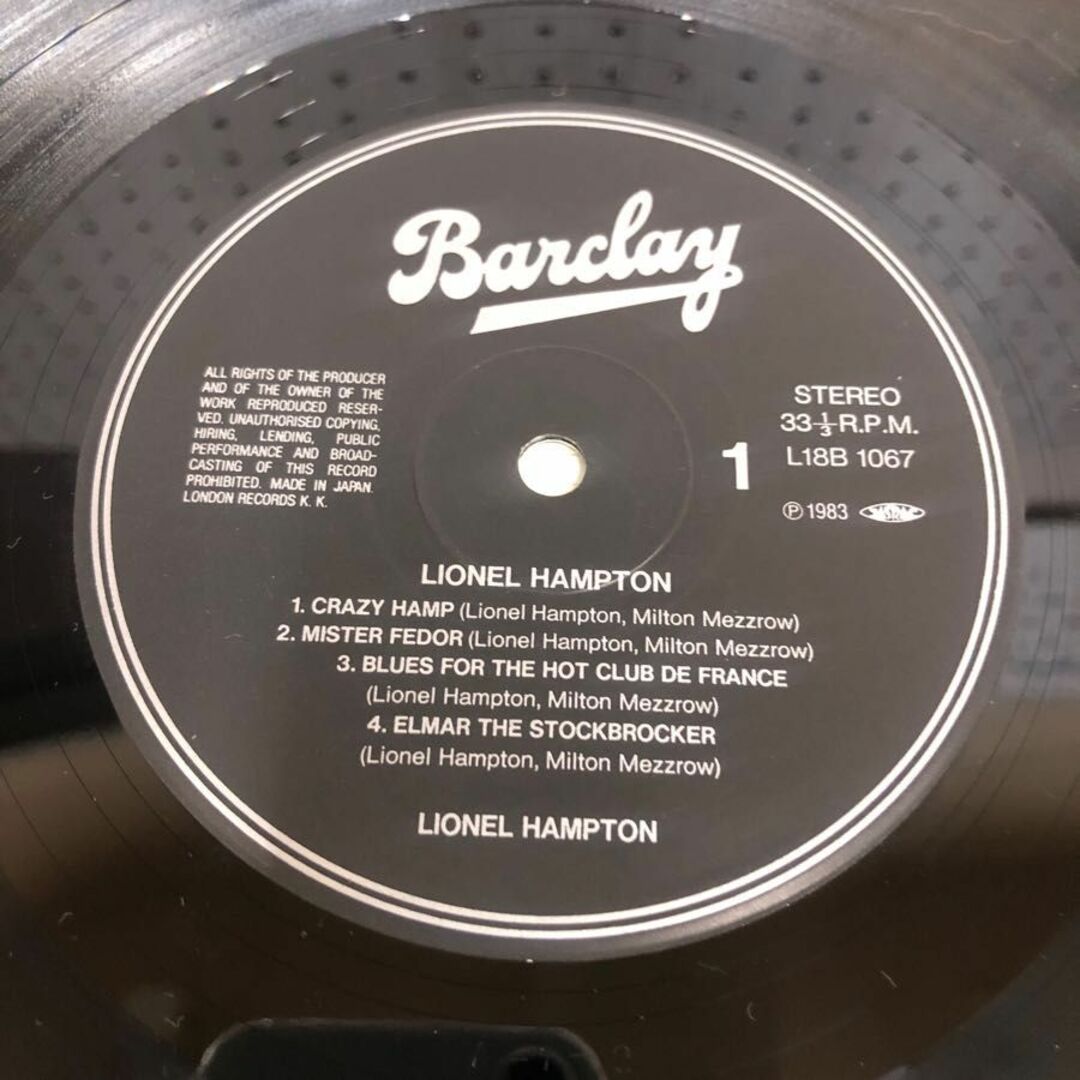 Barclay
ALL RIGHTS OF THE PRODUCER
AND OF THE OWNER OF THE
WORK REPRODUCED RESER-
VED. UNAUTHORISED COPYING,
HIRING, LENDING, PUBLIC
PERFORMANCE AND BROAD-
CASTING OF THIS RECORD
PROHIBITED. MADE IN JAPAN.
LONDON RECORDS K. K.
STEREO
33 1/3 R.P.M.
1
L18B 1067
℗ 1983 JASRAC
LIONEL HAMPTON
1. CRAZY HAMP (Lionel Hampton, Milton Mezzrow)
2. MISTER FEDOR (Lionel Hampton, Milton Mezzrow)
3. BLUES FOR THE HOT CLUB DE FRANCE
(Lionel Hampton, Milton Mezzrow)
4. ELMAR THE STOCKBROCKER
(Lionel Hampton, Milton Mezzrow)
LIONEL HAMPTON